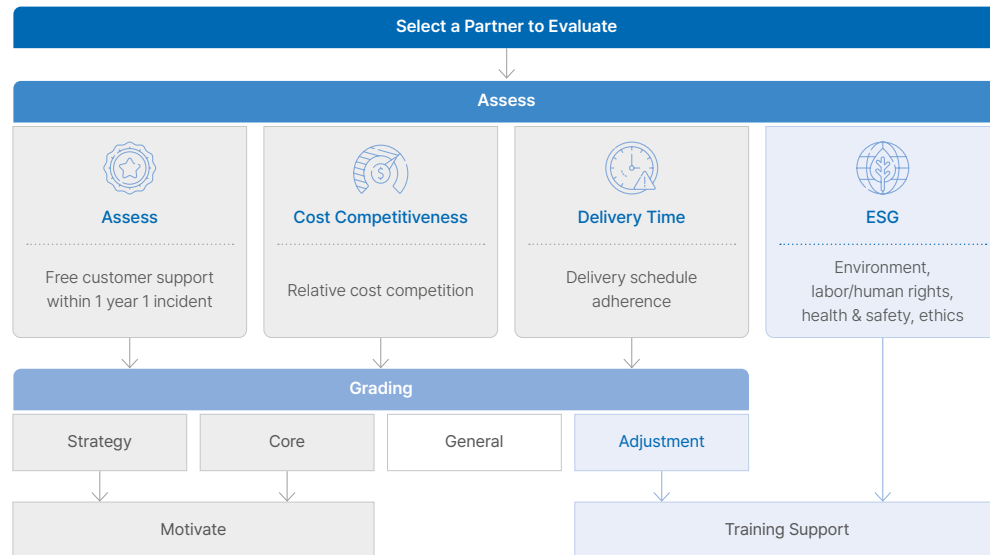 Select a Partner to Evaluate
Assess
Assess
Free customer support
within 1 year 1 incident
Cost Competitiveness
Relative cost competition
Delivery Time
Delivery schedule
adherence
ESG
Environment,
labor/human rights,
health & safety, ethics
Grading
Strategy
Core
General
Adjustment
Motivate
Training Support